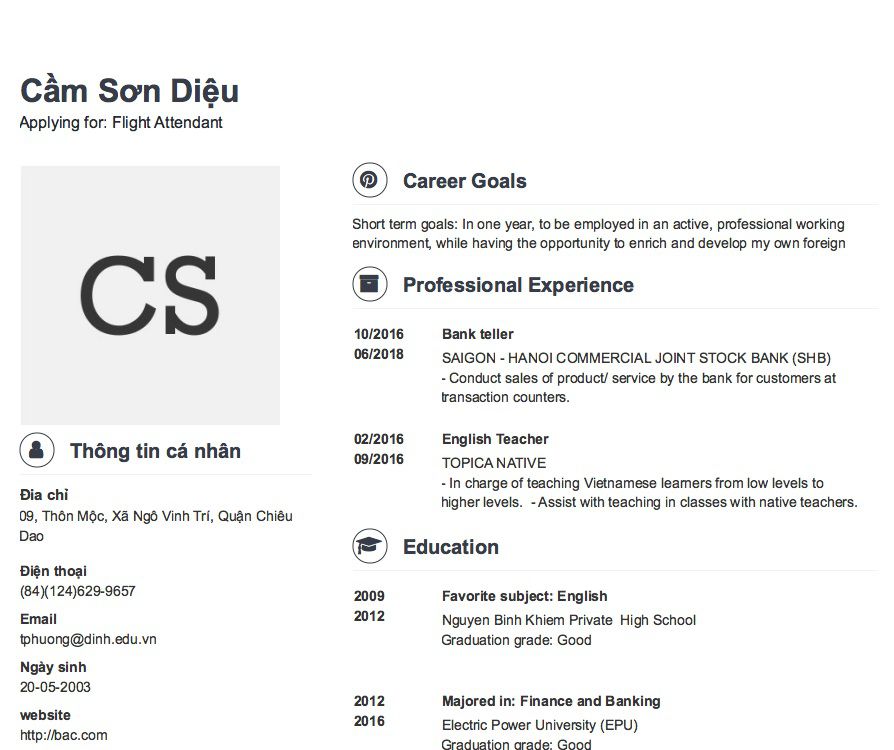 Cầm Sơn Diệu
Applying for: Flight Attendant
CS
Thông tin cá nhân
Đia chỉ
09, Thôn Mộc, Xã Ngô Vinh Trí, Quận Chiêu
Dao
Điện thoại
(84)(124)629-9657
Email
tphuong@dinh.edu.vn
Ngày sinh
20-05-2003
website
http://bac.com
Career Goals
Short term goals: In one year, to be employed in an active, professional working
environment, while having the opportunity to enrich and develop my own foreign
Professional Experience
10/2016
06/2018
Bank teller
SAIGON - HANOI COMMERCIAL JOINT STOCK BANK (SHB)
- Conduct sales of product/ service by the bank for customers at
transaction counters.
02/2016
09/2016
English Teacher
TOPICA NATIVE
- In charge of teaching Vietnamese learners from low levels to
higher levels.  - Assist with teaching in classes with native teachers.
Education
2009
2012
Favorite subject: English
Nguyen Binh Khiem Private  High School
Graduation grade: Good
2012
2016
Majored in: Finance and Banking
Electric Power University (EPU)
Graduation grade: Good